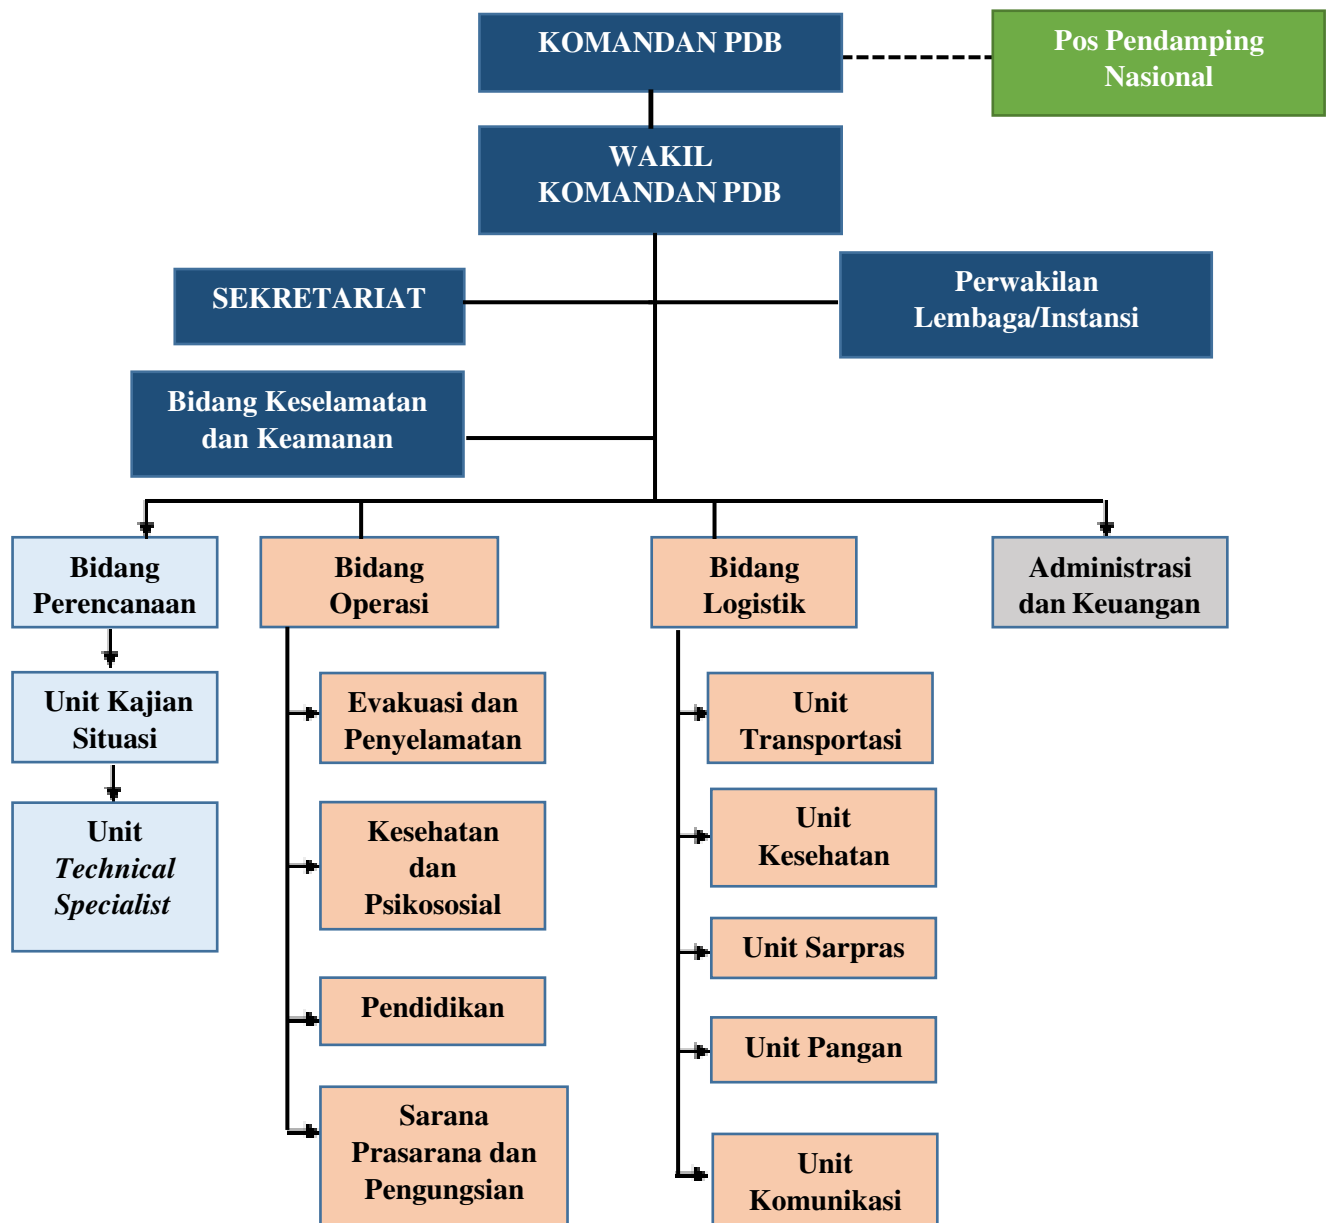 KOMANDAN PDB
Pos Pendamping
Nasional
WAKIL
KOMANDAN PDB
SEKRETARIAT
Perwakilan
Lembaga/Instansi
Bidang Keselamatan
dan Keamanan
Bidang
Perencanaan
Bidang
Operasi
Bidang
Logistik
Administrasi
dan Keuangan
Unit Kajian
Situasi
Unit
Technical
Specialist
Evakuasi dan
Penyelamatan
Kesehatan
dan
Psikososial
Pendidikan
Sarana
Prasarana dan
Pengungsian
Unit
Transportasi
Unit
Kesehatan
Unit Sarpras
Unit Pangan
Unit
Komunikasi